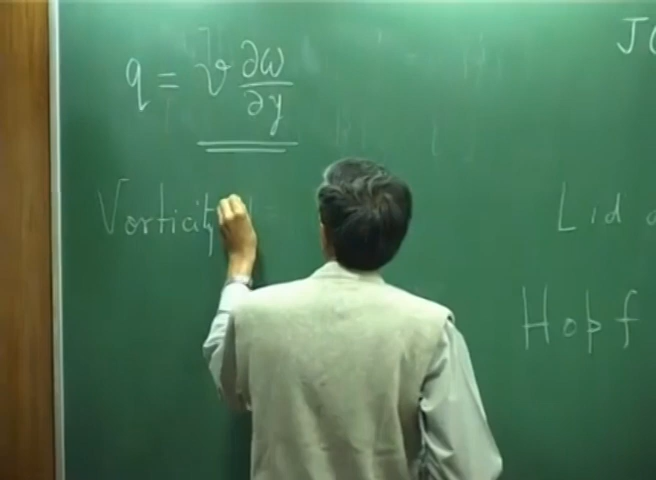 q = ν ∂ω/∂y
Vorticity
Lid
Hopf